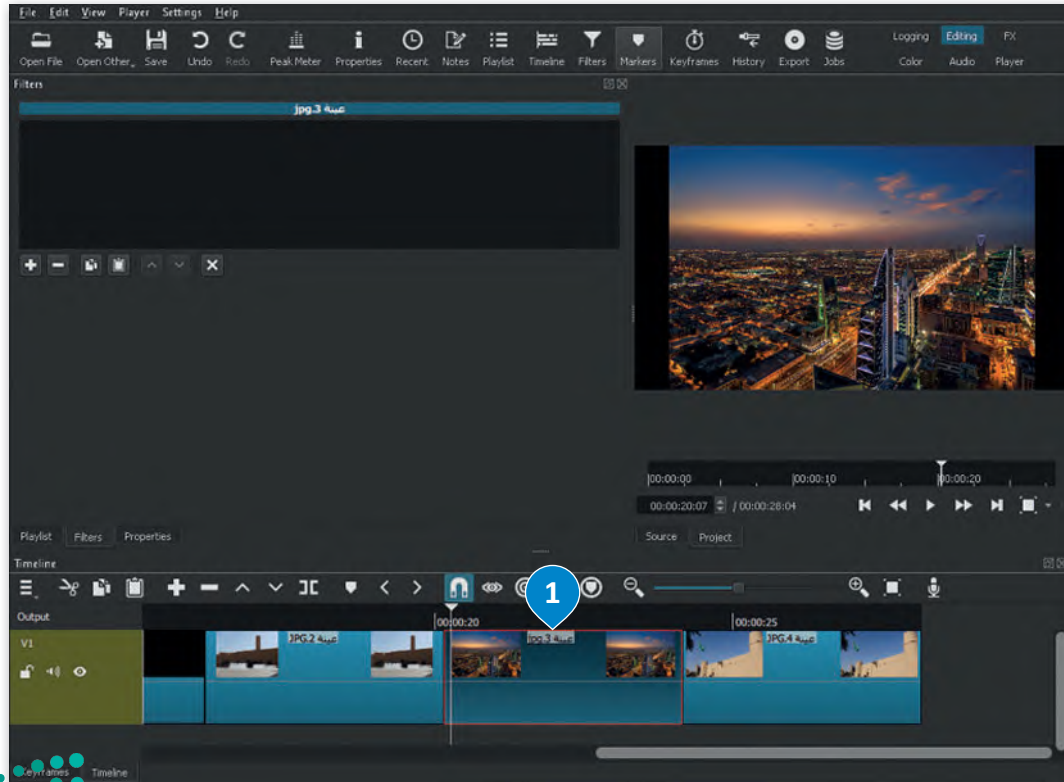 File Edit View Player Settings Help
Open File Open Other... Save Undo Redo Peak Meter Properties Recent Notes Playlist Timeline Filters Markers Keyframes History Export Jobs
Logging Editing FX
Color Audio Player
Filters
عينة 3.jpg
|00:00:00 |00:00:10 |00:00:20
00:00:20:07 / 00:00:28:04
Playlist Filters Properties
Source Project
Timeline
1
Output
|00:00:20 |00:00:25
V1
عينة 2.JPG
عينة 3.jpg
عينة 4.JPG
Keyframes Timeline